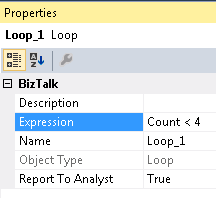 Properties
Loop_1 Loop
BizTalk
Description
Expression Count < 4
Name Loop_1
Object Type Loop
Report To Analyst True